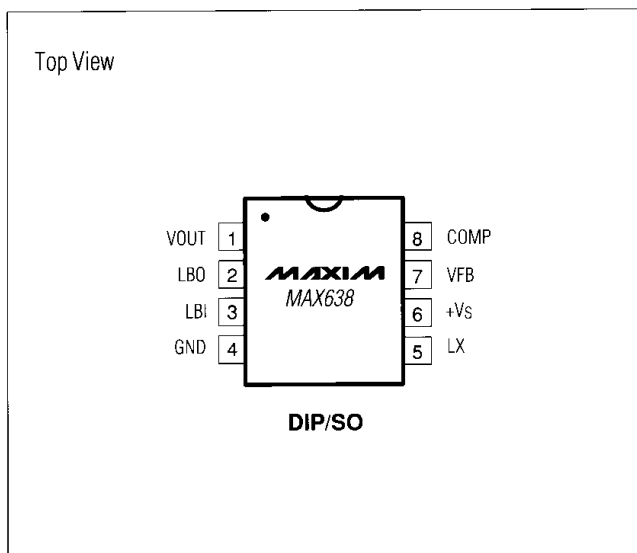 Top View
VOUT 1
LBO 2
LBI 3
GND 4
MAXIM
MAX638
8 COMP
7 VFB
6 +Vs
5 LX
DIP/SO